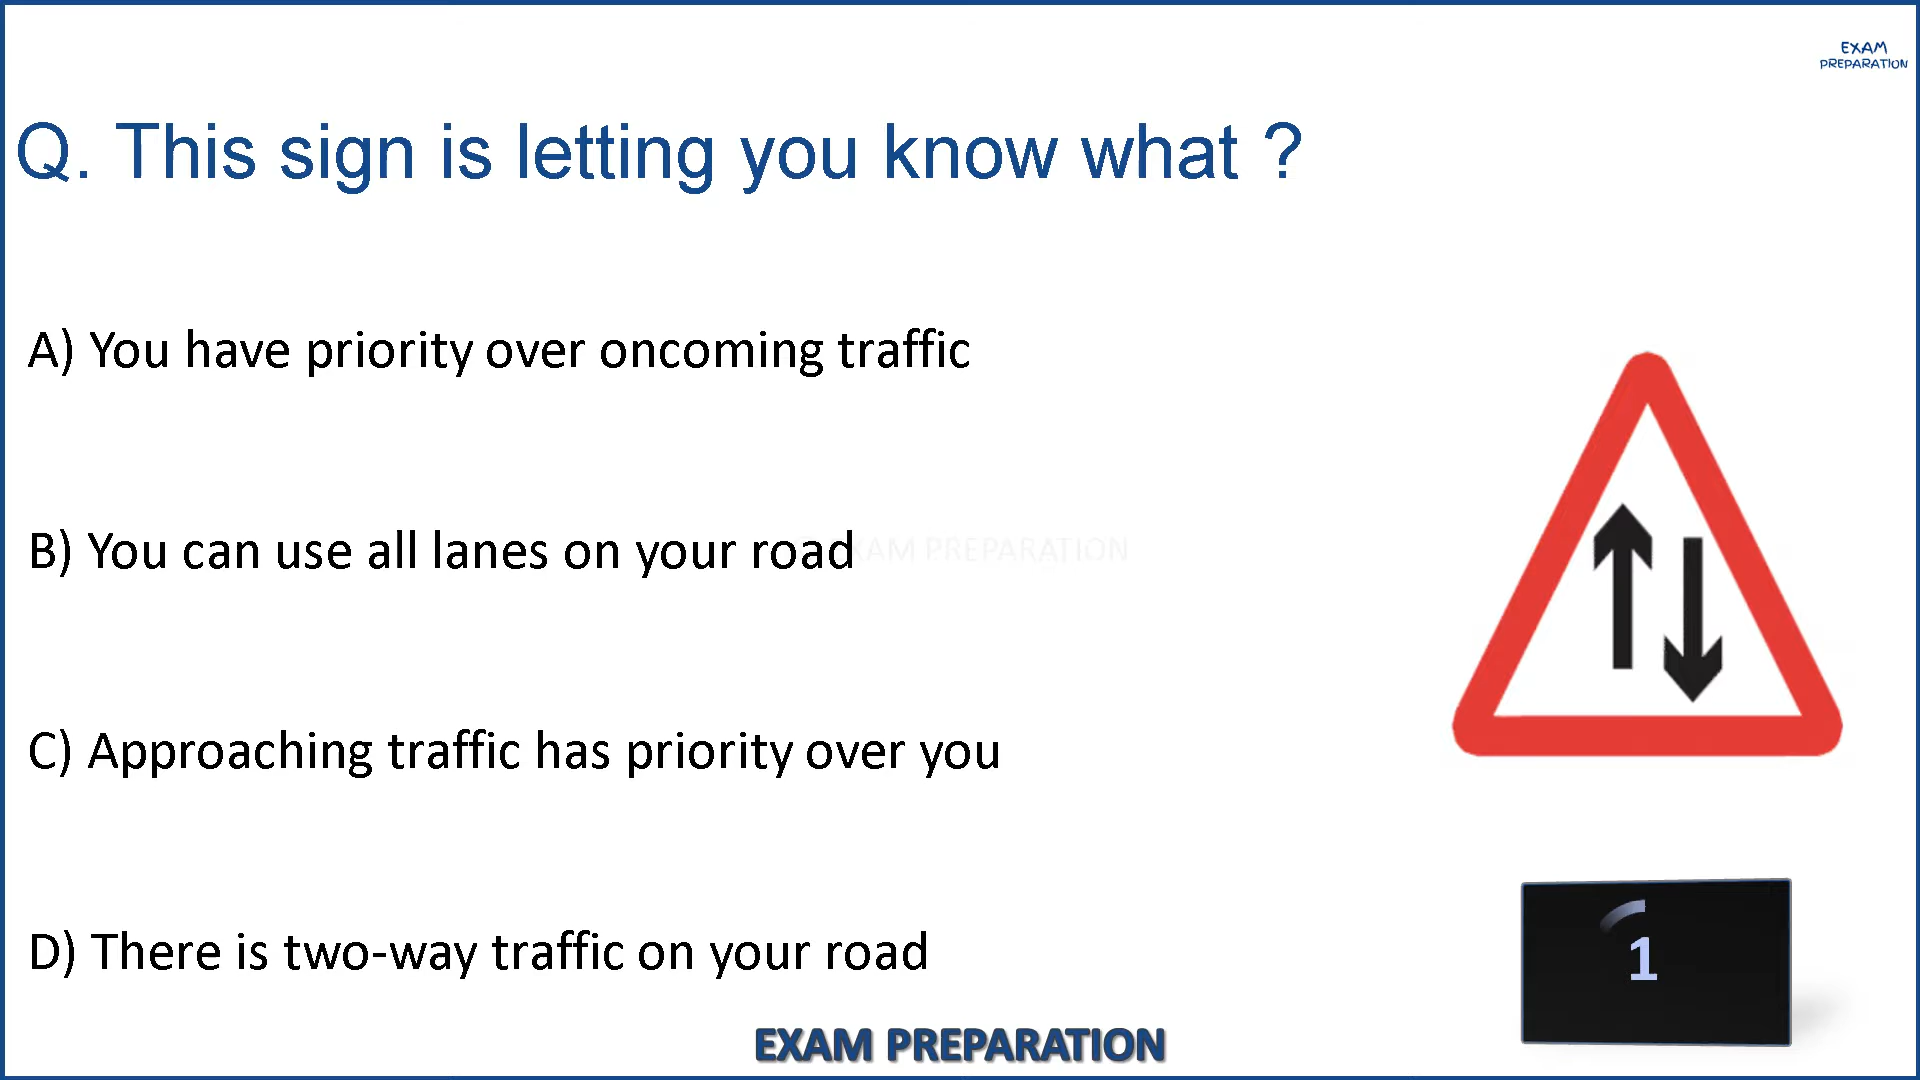 EXAM
PREPARATION
Q. This sign is letting you know what ?
A) You have priority over oncoming traffic
B) You can use all lanes on your road
EXAM PREPARATION
C) Approaching traffic has priority over you
D) There is two-way traffic on your road
1
EXAM PREPARATION